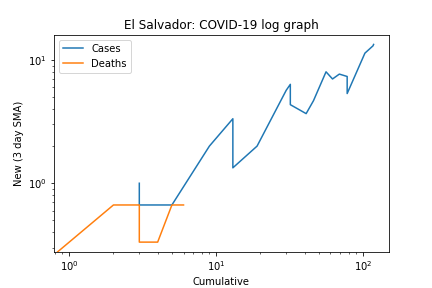 El Salvador: COVID-19 log graph
Cases
Deaths
New (3 day SMA)
10¹
10⁰
10⁰ 10¹ 10²
Cumulative